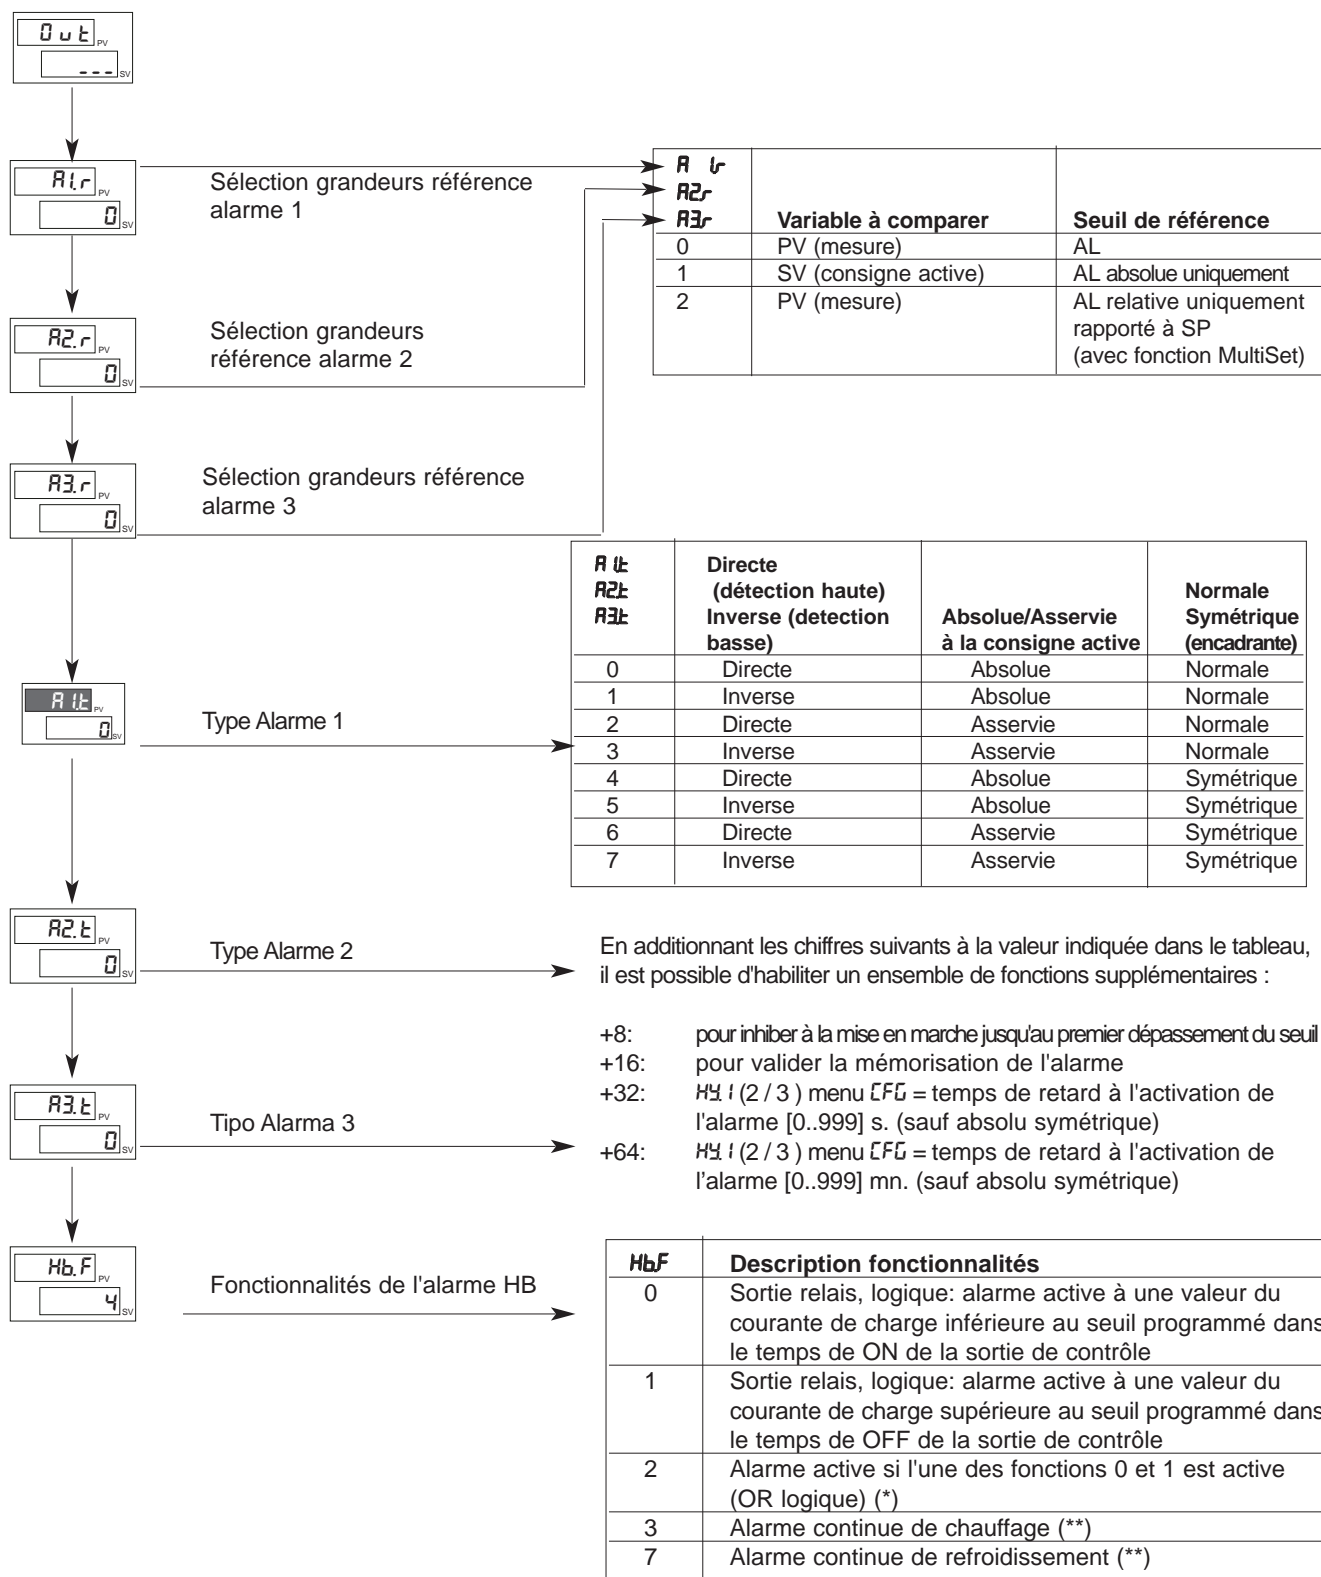 Out PV
--- SV
A1.r PV
0 SV
Sélection grandeurs référence
alarme 1
A2.r PV
0 SV
Sélection grandeurs
référence alarme 2
A3.r PV
0 SV
Sélection grandeurs référence
alarme 3
A1r
A2r
A3r Variable à comparer Seuil de référence
0 PV (mesure) AL
1 SV (consigne active) AL absolue uniquement
2 PV (mesure) AL relative uniquement
rapporté à SP
(avec fonction MultiSet)
A1.t PV
0 SV
Type Alarme 1
A1.t Directe
A2.t (détection haute) Normale
A3.t Inverse (detection Absolue/Asservie Symétrique
basse) à la consigne active (encadrante)
0 Directe Absolue Normale
1 Inverse Absolue Normale
2 Directe Asservie Normale
3 Inverse Asservie Normale
4 Directe Absolue Symétrique
5 Inverse Absolue Symétrique
6 Directe Asservie Symétrique
7 Inverse Asservie Symétrique
A2.t PV
0 SV
Type Alarme 2
En additionnant les chiffres suivants à la valeur indiquée dans le tableau,
il est possible d'habiliter un ensemble de fonctions supplémentaires :
+8: pour inhiber à la mise en marche jusqu'au premier dépassement du seuil
+16: pour valider la mémorisation de l'alarme
+32: HY.1 (2 / 3 ) menu CFG = temps de retard à l'activation de
l'alarme [0..999] s. (sauf absolu symétrique)
+64: HY.1 (2 / 3 ) menu CFG = temps de retard à l'activation de
l’alarme [0..999] mn. (sauf absolu symétrique)
A3.t PV
0 SV
Tipo Alarma 3
Hb.F PV
4 SV
Fonctionnalités de l'alarme HB
Hb.F Description fonctionnalités
0 Sortie relais, logique: alarme active à une valeur du
courante de charge inférieure au seuil programmé dans
le temps de ON de la sortie de contrôle
1 Sortie relais, logique: alarme active à une valeur du
courante de charge supérieure au seuil programmé dans
le temps de OFF de la sortie de contrôle
2 Alarme active si l'une des fonctions 0 et 1 est active
(OR logique) (*)
3 Alarme continue de chauffage (**)
7 Alarme continue de refroidissement (**)